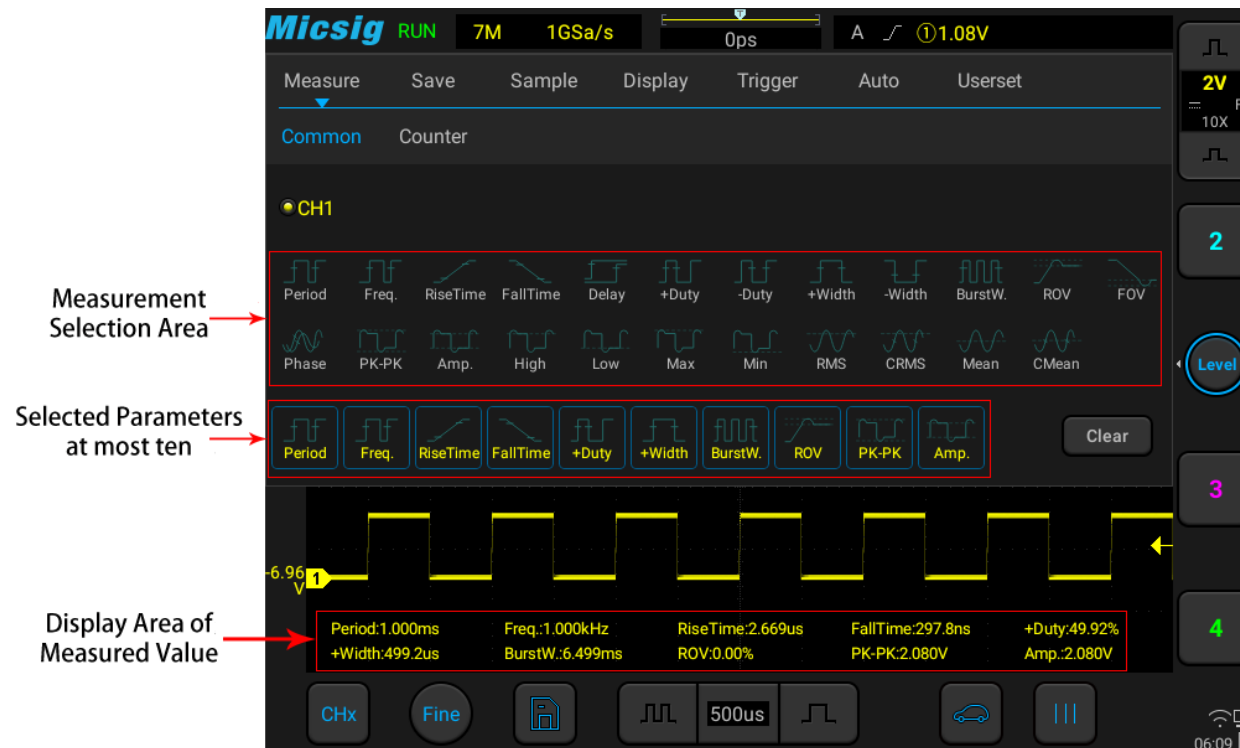 Micsig RUN 7M 1GSa/s T 0ps A ①1.08V
Measure Save Sample Display Trigger Auto Userset
2V
10X
Common Counter
CH1
2
Measurement
Selection Area
Period Freq. RiseTime FallTime Delay +Duty -Duty +Width -Width BurstW. ROV FOV
Phase PK-PK Amp. High Low Max Min RMS CRMS Mean CMean
Level
Selected Parameters
at most ten
Period Freq. RiseTime FallTime +Duty +Width BurstW. ROV PK-PK Amp.
Clear
3
-6.96
V
1
Display Area of
Measured Value
Period:1.000ms Freq.:1.000kHz RiseTime:2.669us FallTime:297.8ns +Duty:49.92%
+Width:499.2us BurstW.:6.499ms ROV:0.00% PK-PK:2.080V Amp.:2.080V
4
CHx Fine 500us
06:09